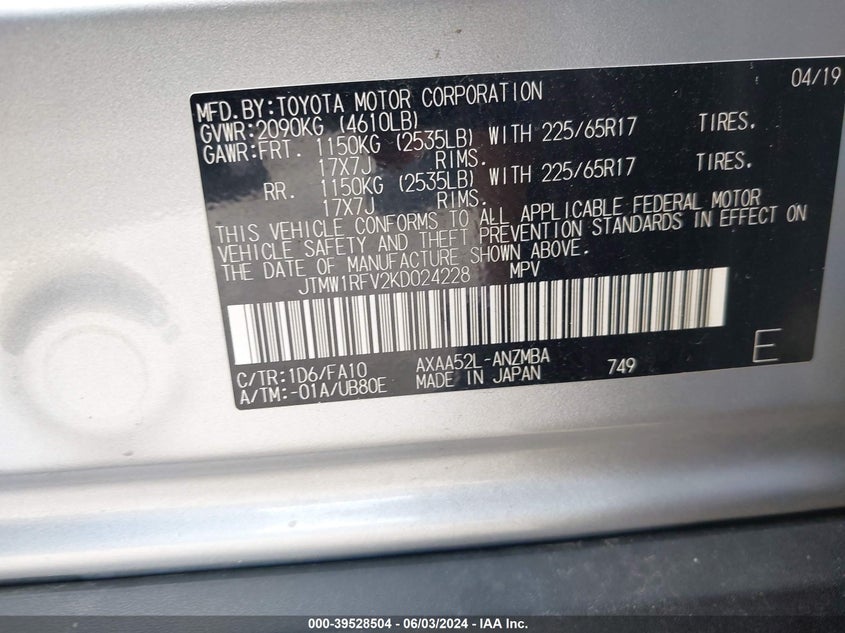 MFD.BY:TOYOTA MOTOR CORPORATION 04/19
GVWR:2090KG (4610LB)
GAWR:FRT. 1150KG (2535LB) WITH 225/65R17 TIRES.
17X7J RIMS.
RR. 1150KG (2535LB) WITH 225/65R17 TIRES.
17X7J RIMS.
THIS VEHICLE CONFORMS TO ALL APPLICABLE FEDERAL MOTOR
VEHICLE SAFETY AND THEFT PREVENTION STANDARDS IN EFFECT ON
THE DATE OF MANUFACTURE SHOWN ABOVE.
JTMW1RFV2KD024228 MPV
C/TR:1D6/FA10 AXAA52L-ANZMBA 749 E
A/TM:-01A/UB80E MADE IN JAPAN
000-39528504 / 06/03/2024 - IAA Inc.